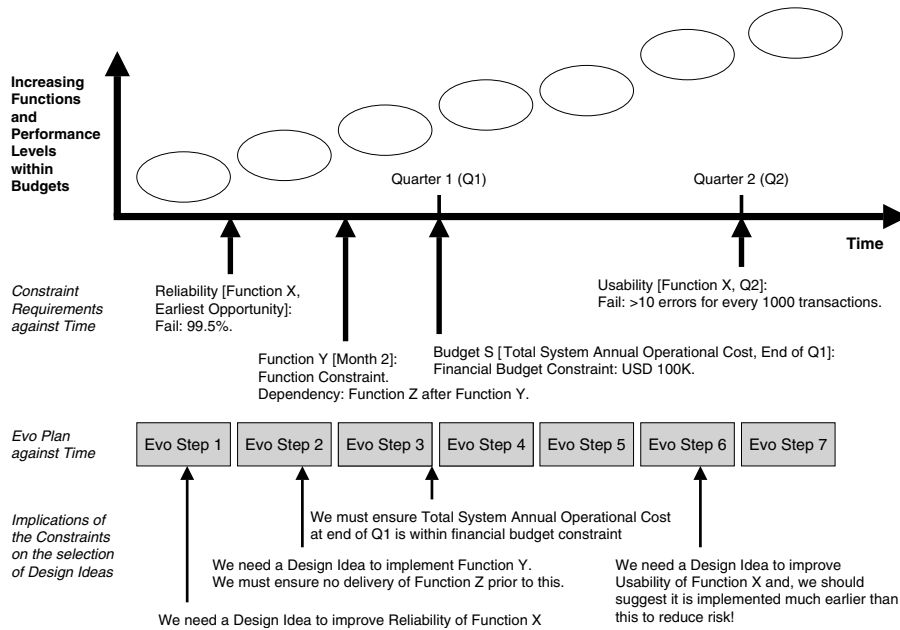 Increasing
Functions
and
Performance
Levels
within
Budgets
Quarter 1 (Q1)
Quarter 2 (Q2)
Time
Constraint
Requirements
against Time
Reliability [Function X,
Earliest Opportunity]:
Fail: 99.5%.
Usability [Function X, Q2]:
Fail: >10 errors for every 1000 transactions.
Function Y [Month 2]:
Function Constraint.
Dependency: Function Z after Function Y.
Budget S [Total System Annual Operational Cost, End of Q1]:
Financial Budget Constraint: USD 100K.
Evo Plan
against Time
Evo Step 1
Evo Step 2
Evo Step 3
Evo Step 4
Evo Step 5
Evo Step 6
Evo Step 7
Implications of
the Constraints
on the selection
of Design Ideas
We must ensure Total System Annual Operational Cost
at end of Q1 is within financial budget constraint
We need a Design Idea to implement Function Y.
We must ensure no delivery of Function Z prior to this.
We need a Design Idea to improve
Usability of Function X and, we should
suggest it is implemented much earlier than
this to reduce risk!
We need a Design Idea to improve Reliability of Function X